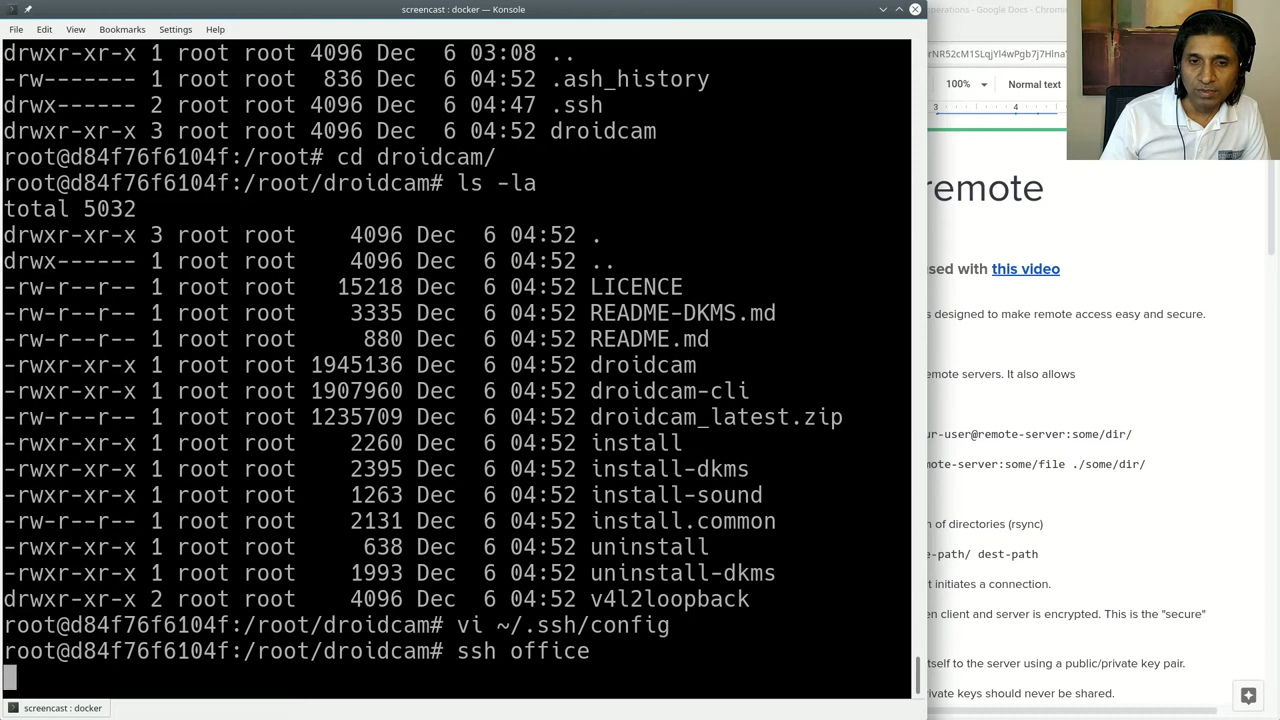 screencast : docker — Konsole
File Edit View Bookmarks Settings Help
drwxr-xr-x 1 root root 4096 Dec 6 03:08 ..
-rw------- 1 root root 836 Dec 6 04:52 .ash_history
drwx------ 2 root root 4096 Dec 6 04:47 .ssh
drwxr-xr-x 3 root root 4096 Dec 6 04:52 droidcam
root@d84f76f6104f:/root# cd droidcam/
root@d84f76f6104f:/root/droidcam# ls -la
total 5032
drwxr-xr-x 3 root root 4096 Dec 6 04:52 .
drwx------ 1 root root 4096 Dec 6 04:52 ..
-rw-r--r-- 1 root root 15218 Dec 6 04:52 LICENCE
-rw-r--r-- 1 root root 3335 Dec 6 04:52 README-DKMS.md
-rw-r--r-- 1 root root 880 Dec 6 04:52 README.md
-rwxr-xr-x 1 root root 1945136 Dec 6 04:52 droidcam
-rwxr-xr-x 1 root root 1907960 Dec 6 04:52 droidcam-cli
-rw-r--r-- 1 root root 1235709 Dec 6 04:52 droidcam_latest.zip
-rwxr-xr-x 1 root root 2260 Dec 6 04:52 install
-rwxr-xr-x 1 root root 2395 Dec 6 04:52 install-dkms
-rwxr-xr-x 1 root root 1263 Dec 6 04:52 install-sound
-rw-r--r-- 1 root root 2131 Dec 6 04:52 install.common
-rwxr-xr-x 1 root root 638 Dec 6 04:52 uninstall
-rwxr-xr-x 1 root root 1993 Dec 6 04:52 uninstall-dkms
drwxr-xr-x 2 root root 4096 Dec 6 04:52 v4l2loopback
root@d84f76f6104f:/root/droidcam# vi ~/.ssh/config
root@d84f76f6104f:/root/droidcam# ssh office
screencast : docker
operations - Google Docs - Chromi
rNR52cM1SLqjYl4wPgb7j7Hlna
100% Normal text
3 4
remote
sed with this video
s designed to make remote access easy and secure.
emote servers. It also allows
ur-user@remote-server:some/dir/
mote-server:some/file ./some/dir/
n of directories (rsync)
e-path/ dest-path
t initiates a connection.
en client and server is encrypted. This is the "secure"
tself to the server using a public/private key pair.
ivate keys should never be shared.